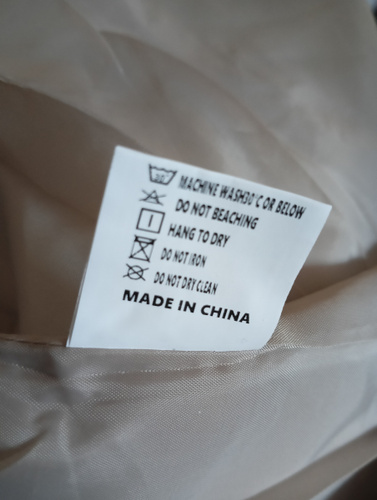 MACHINE WASH30°C OR BELOW
DO NOT BEACHING
HANG TO DRY
DO NOT IRON
DO NOT DRY CLEAN
MADE IN CHINA